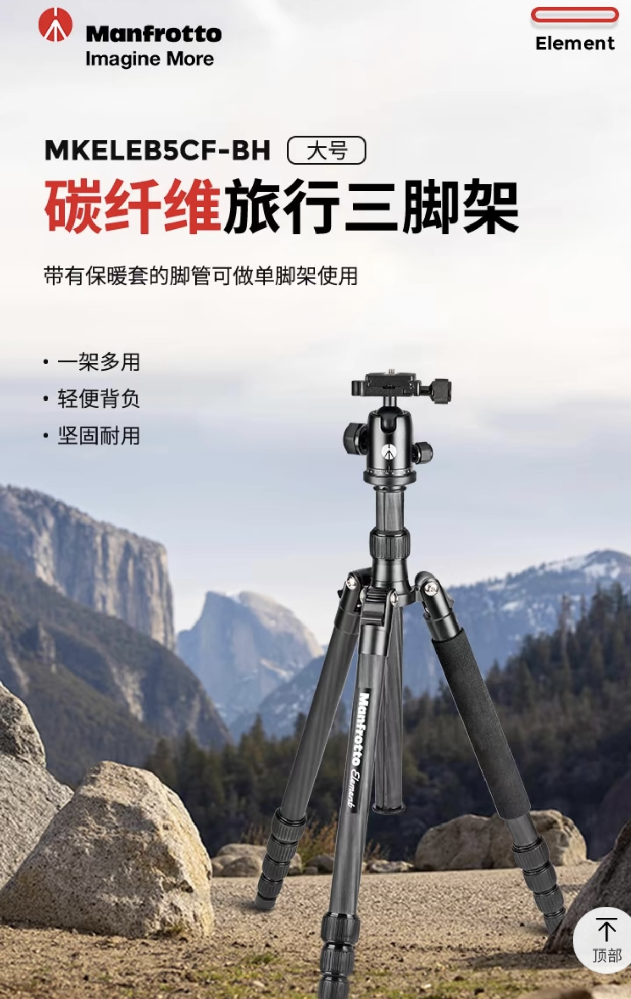 Manfrotto
Imagine More
Element
MKELEB5CF-BH 大号
碳纤维旅行三脚架
带有保暖套的脚管可做单脚架使用
• 一架多用
• 轻便背负
• 坚固耐用
Manfrotto Element
顶部